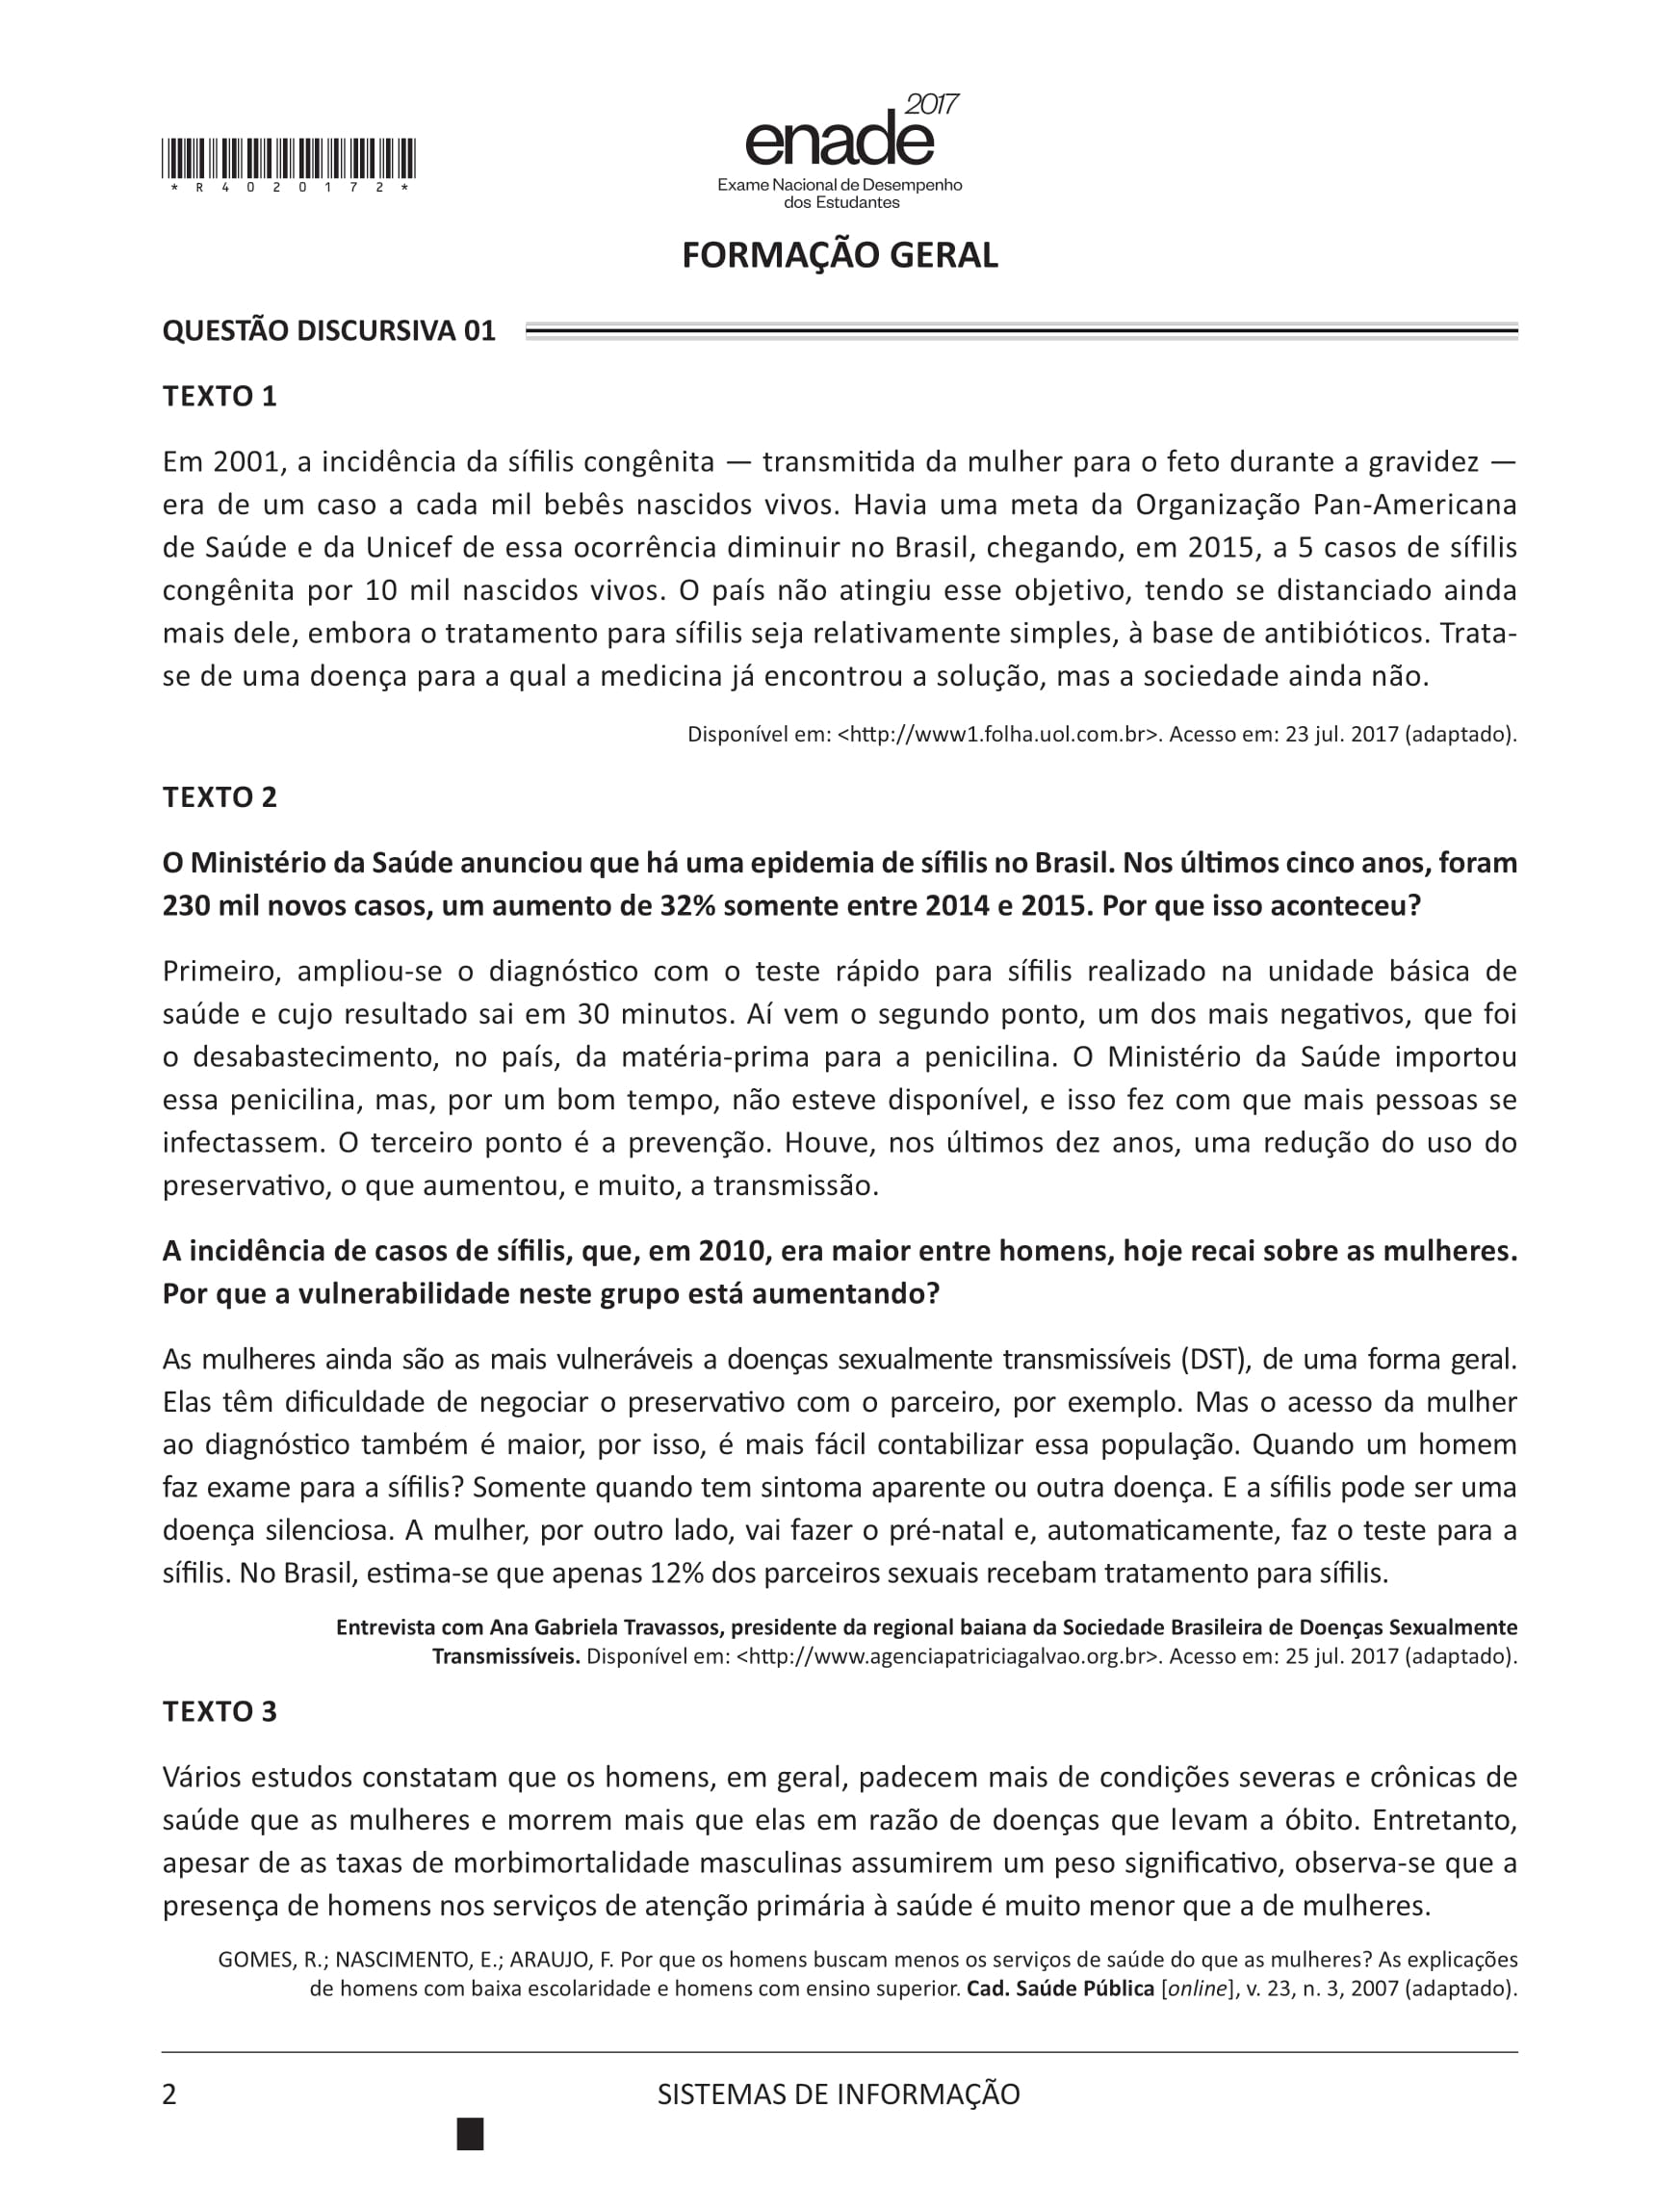 *R4020172*
enade 2017
Exame Nacional de Desempenho
dos Estudantes
FORMAÇÃO GERAL
QUESTÃO DISCURSIVA 01
TEXTO 1
Em 2001, a incidência da sífilis congênita — transmitida da mulher para o feto durante a gravidez —
era de um caso a cada mil bebês nascidos vivos. Havia uma meta da Organização Pan-Americana
de Saúde e da Unicef de essa ocorrência diminuir no Brasil, chegando, em 2015, a 5 casos de sífilis
congênita por 10 mil nascidos vivos. O país não atingiu esse objetivo, tendo se distanciado ainda
mais dele, embora o tratamento para sífilis seja relativamente simples, à base de antibióticos. Trata-
se de uma doença para a qual a medicina já encontrou a solução, mas a sociedade ainda não.
Disponível em: <http://www1.folha.uol.com.br>. Acesso em: 23 jul. 2017 (adaptado).
TEXTO 2
O Ministério da Saúde anunciou que há uma epidemia de sífilis no Brasil. Nos últimos cinco anos, foram
230 mil novos casos, um aumento de 32% somente entre 2014 e 2015. Por que isso aconteceu?
Primeiro, ampliou-se o diagnóstico com o teste rápido para sífilis realizado na unidade básica de
saúde e cujo resultado sai em 30 minutos. Aí vem o segundo ponto, um dos mais negativos, que foi
o desabastecimento, no país, da matéria-prima para a penicilina. O Ministério da Saúde importou
essa penicilina, mas, por um bom tempo, não esteve disponível, e isso fez com que mais pessoas se
infectassem. O terceiro ponto é a prevenção. Houve, nos últimos dez anos, uma redução do uso do
preservativo, o que aumentou, e muito, a transmissão.
A incidência de casos de sífilis, que, em 2010, era maior entre homens, hoje recai sobre as mulheres.
Por que a vulnerabilidade neste grupo está aumentando?
As mulheres ainda são as mais vulneráveis a doenças sexualmente transmissíveis (DST), de uma forma geral.
Elas têm dificuldade de negociar o preservativo com o parceiro, por exemplo. Mas o acesso da mulher
ao diagnóstico também é maior, por isso, é mais fácil contabilizar essa população. Quando um homem
faz exame para a sífilis? Somente quando tem sintoma aparente ou outra doença. E a sífilis pode ser uma
doença silenciosa. A mulher, por outro lado, vai fazer o pré-natal e, automaticamente, faz o teste para a
sífilis. No Brasil, estima-se que apenas 12% dos parceiros sexuais recebam tratamento para sífilis.
Entrevista com Ana Gabriela Travassos, presidente da regional baiana da Sociedade Brasileira de Doenças Sexualmente
Transmissíveis. Disponível em: <http://www.agenciapatriciagalvao.org.br>. Acesso em: 25 jul. 2017 (adaptado).
TEXTO 3
Vários estudos constatam que os homens, em geral, padecem mais de condições severas e crônicas de
saúde que as mulheres e morrem mais que elas em razão de doenças que levam a óbito. Entretanto,
apesar de as taxas de morbimortalidade masculinas assumirem um peso significativo, observa-se que a
presença de homens nos serviços de atenção primária à saúde é muito menor que a de mulheres.
GOMES, R.; NASCIMENTO, E.; ARAUJO, F. Por que os homens buscam menos os serviços de saúde do que as mulheres? As explicações
de homens com baixa escolaridade e homens com ensino superior. Cad. Saúde Pública [online], v. 23, n. 3, 2007 (adaptado).
2
SISTEMAS DE INFORMAÇÃO